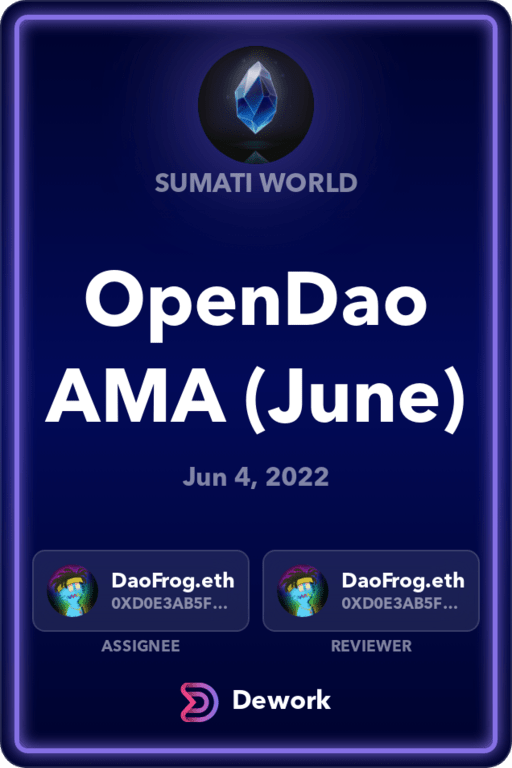 SUMATI WORLD
OpenDao
AMA (June)
Jun 4, 2022
DaoFrog.eth
0XD0E3AB5F...
ASSIGNEE
DaoFrog.eth
0XD0E3AB5F...
REVIEWER
Dework